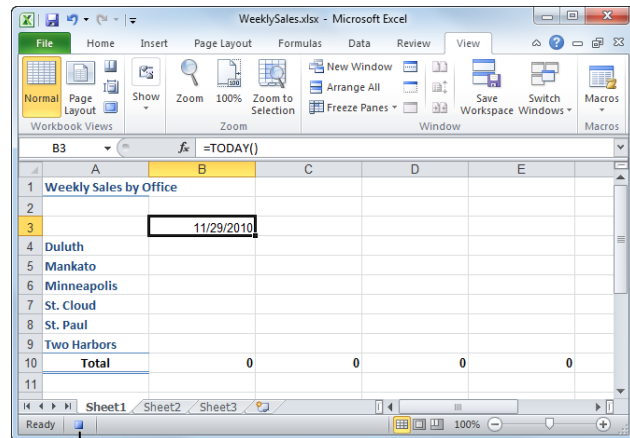 WeeklySales.xlsx - Microsoft Excel
File Home Insert Page Layout Formulas Data Review View
Normal Page Layout Show Zoom 100% Zoom to Selection New Window Arrange All Freeze Panes Save Workspace Switch Windows Macros
Workbook Views Zoom Window Macros
B3 fx =TODAY()
A B C D E
1 Weekly Sales by Office
2
3 11/29/2010
4 Duluth
5 Mankato
6 Minneapolis
7 St. Cloud
8 St. Paul
9 Two Harbors
10 Total 0 0 0 0
11
Sheet1 Sheet2 Sheet3
Ready 100%